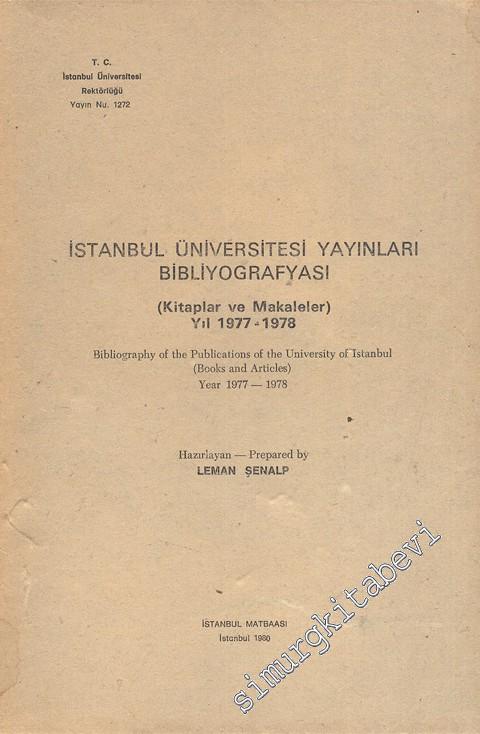 T. C.
İstanbul Üniversitesi
Rektörlüğü
Yayın Nu. 1272
İSTANBUL ÜNİVERSİTESİ YAYINLARI
BİBLİYOGRAFYASI
(Kitaplar ve Makaleler)
Yıl 1977-1978
Bibliography of the Publications of the University of Istanbul
(Books and Articles)
Year 1977 — 1978
Hazırlayan — Prepared by
LEMAN ŞENALP
İSTANBUL MATBAASI
İstanbul 1980
simurgkitabevi